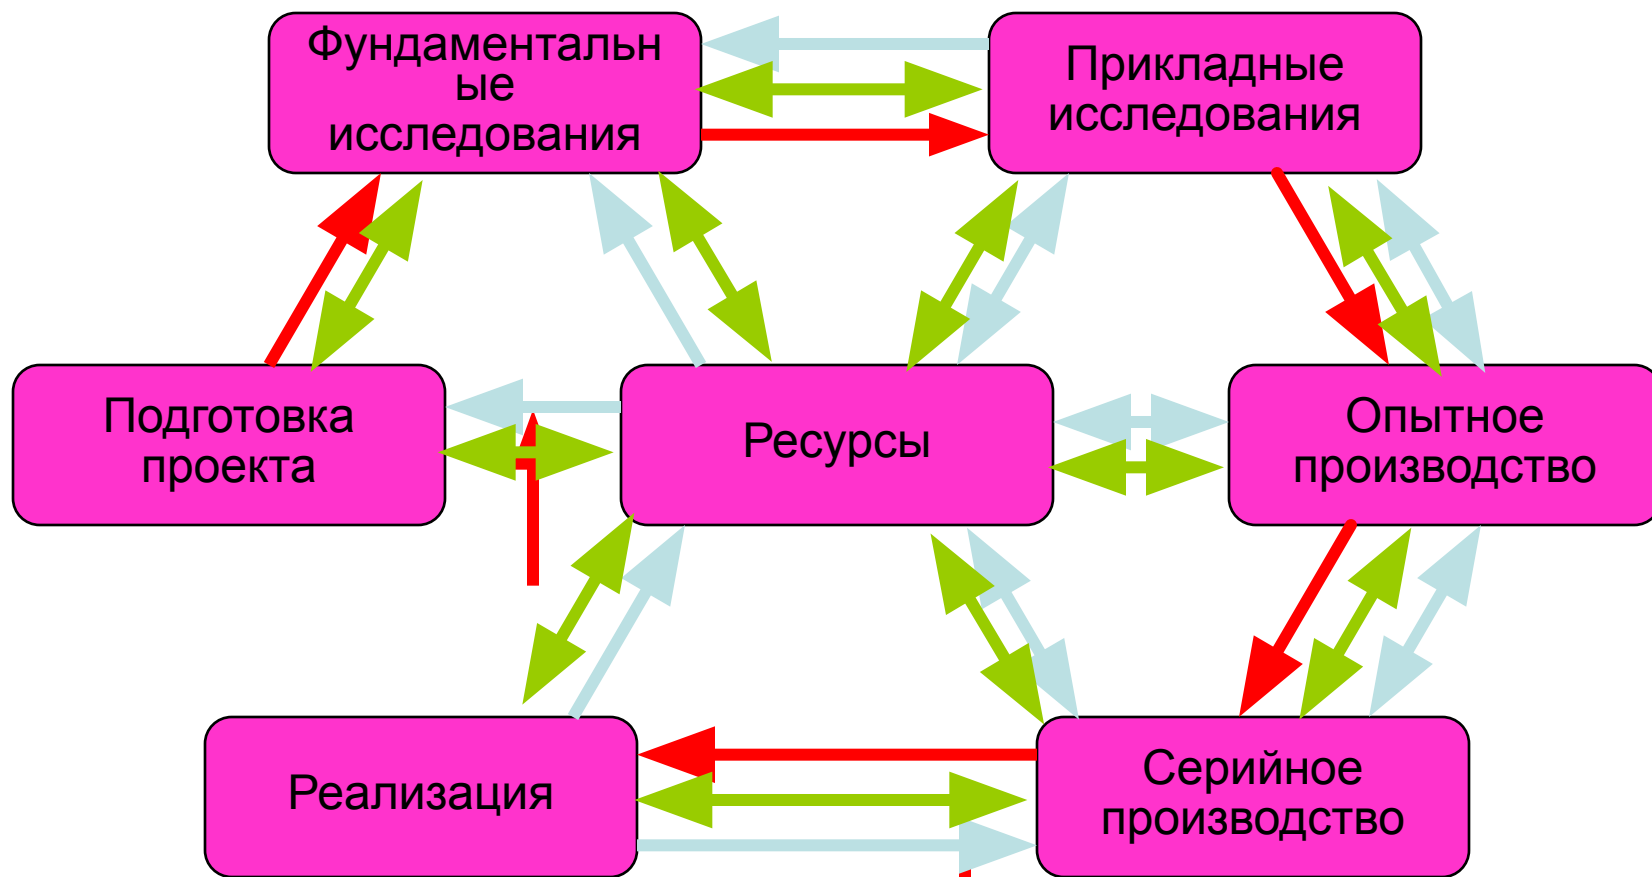 Фундаментальн
ые
исследования
Прикладные
исследования
Подготовка
проекта
Ресурсы
Опытное
производство
Реализация
Серийное
производство